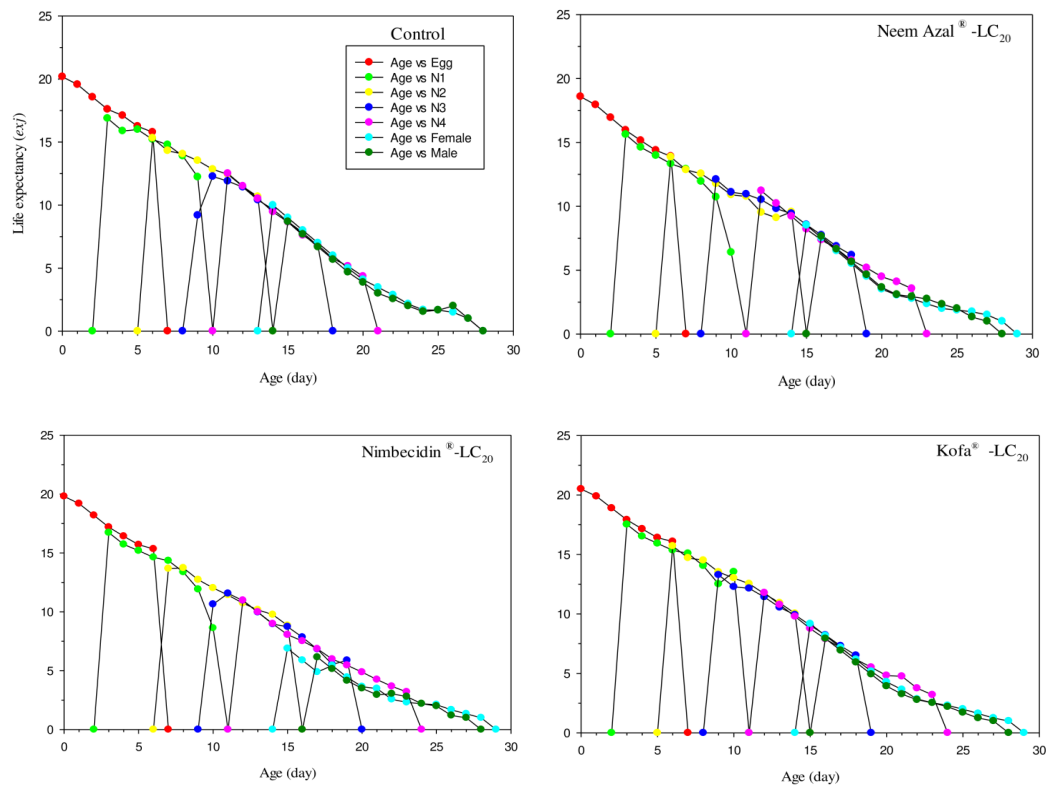 Control
Age vs Egg
Age vs N1
Age vs N2
Age vs N3
Age vs N4
Age vs Female
Age vs Male
Life expectancy (exj)
25
20
15
10
5
0
0 5 10 15 20 25 30
Age (day)
Neem Azal ® -LC20
25
20
15
10
5
0
0 5 10 15 20 25 30
Age (day)
Nimbecidin ®-LC20
25
20
15
10
5
0
0 5 10 15 20 25 30
Age (day)
Kofa® -LC20
25
20
15
10
5
0
0 5 10 15 20 25 30
Age (day)